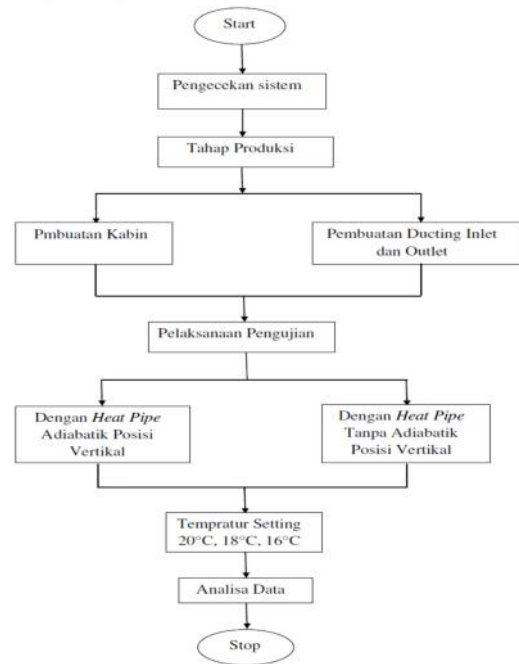 Start
Pengecekan sistem
Tahap Produksi
Pmbuatan Kabin
Pembuatan Ducting Inlet
dan Outlet
Pelaksanaan Pengujian
Dengan Heat Pipe
Adiabatik Posisi
Vertikal
Dengan Heat Pipe
Tanpa Adiabatik
Posisi Vertikal
Tempratur Setting
20°C, 18°C, 16°C
Analisa Data
Stop